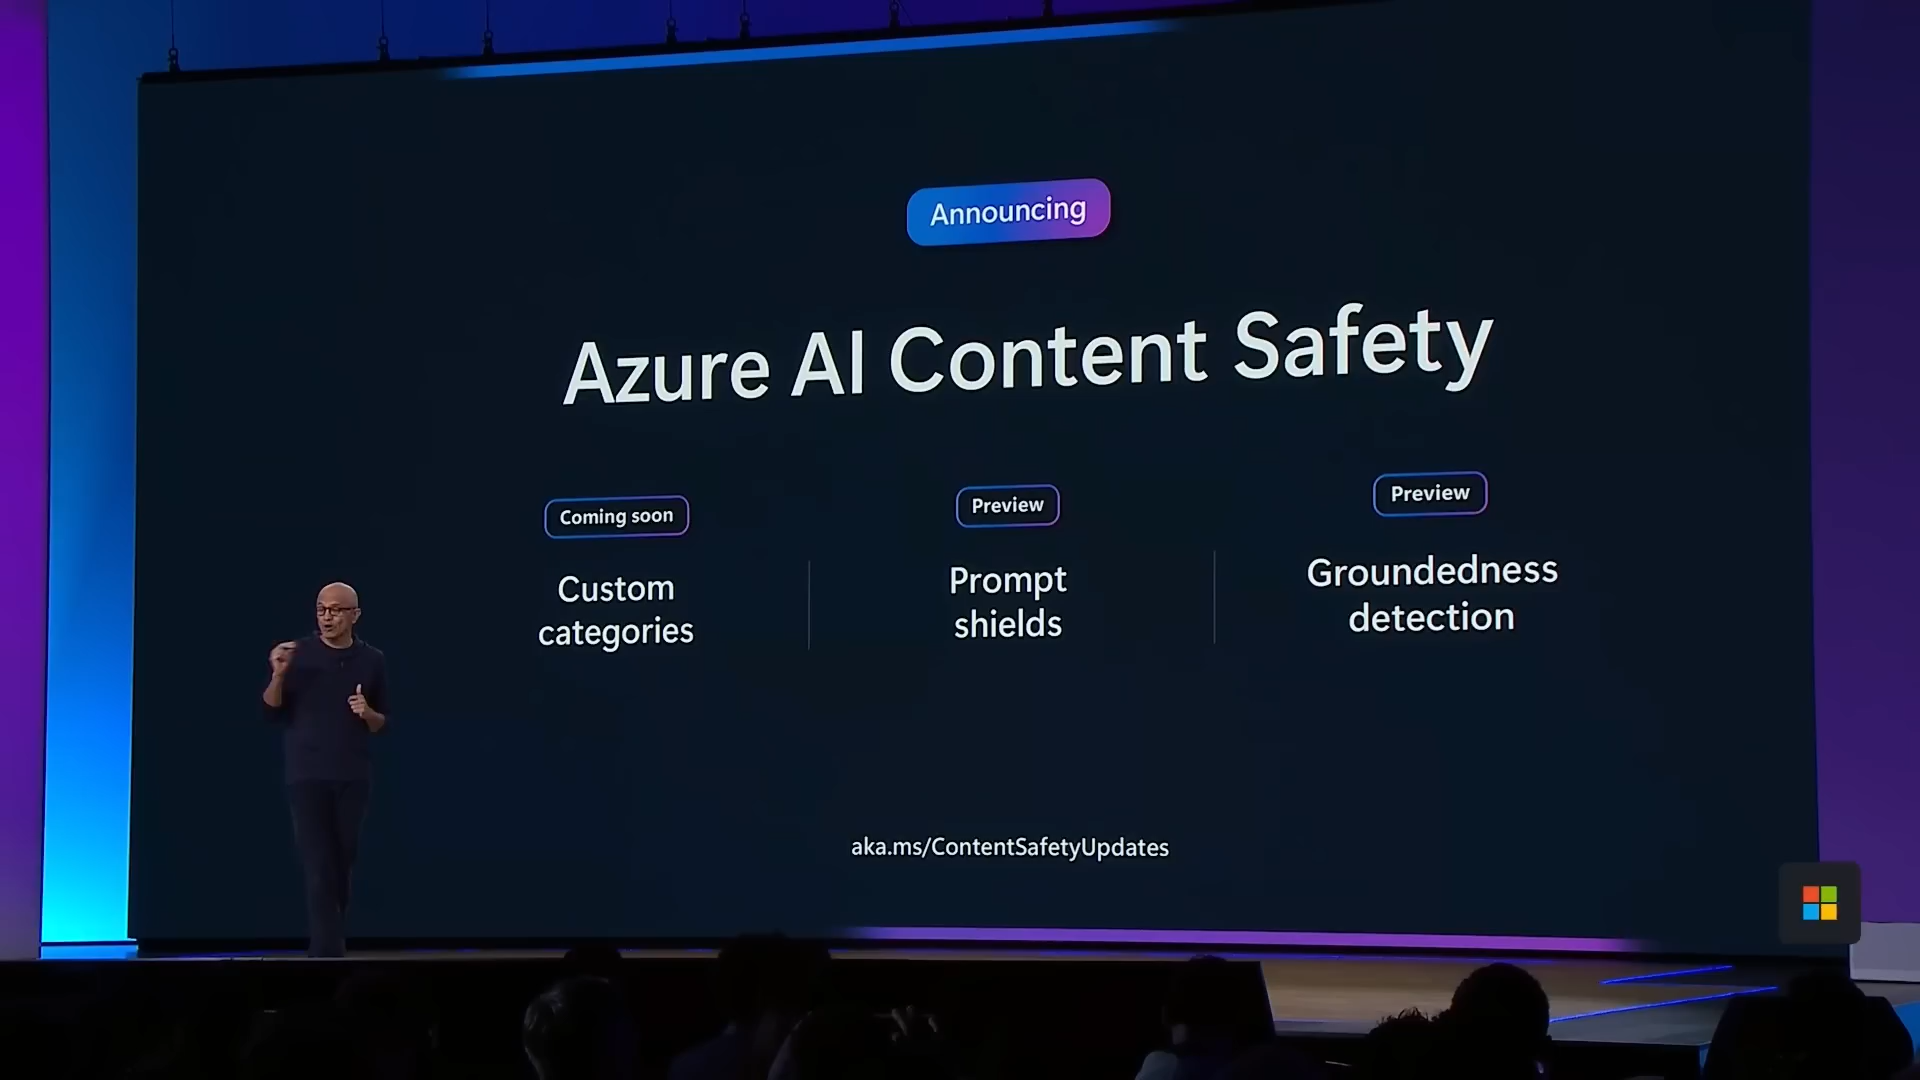 Announcing
Azure AI Content Safety
Coming soon
Custom
categories
Preview
Prompt
shields
Preview
Groundedness
detection
aka.ms/ContentSafetyUpdates